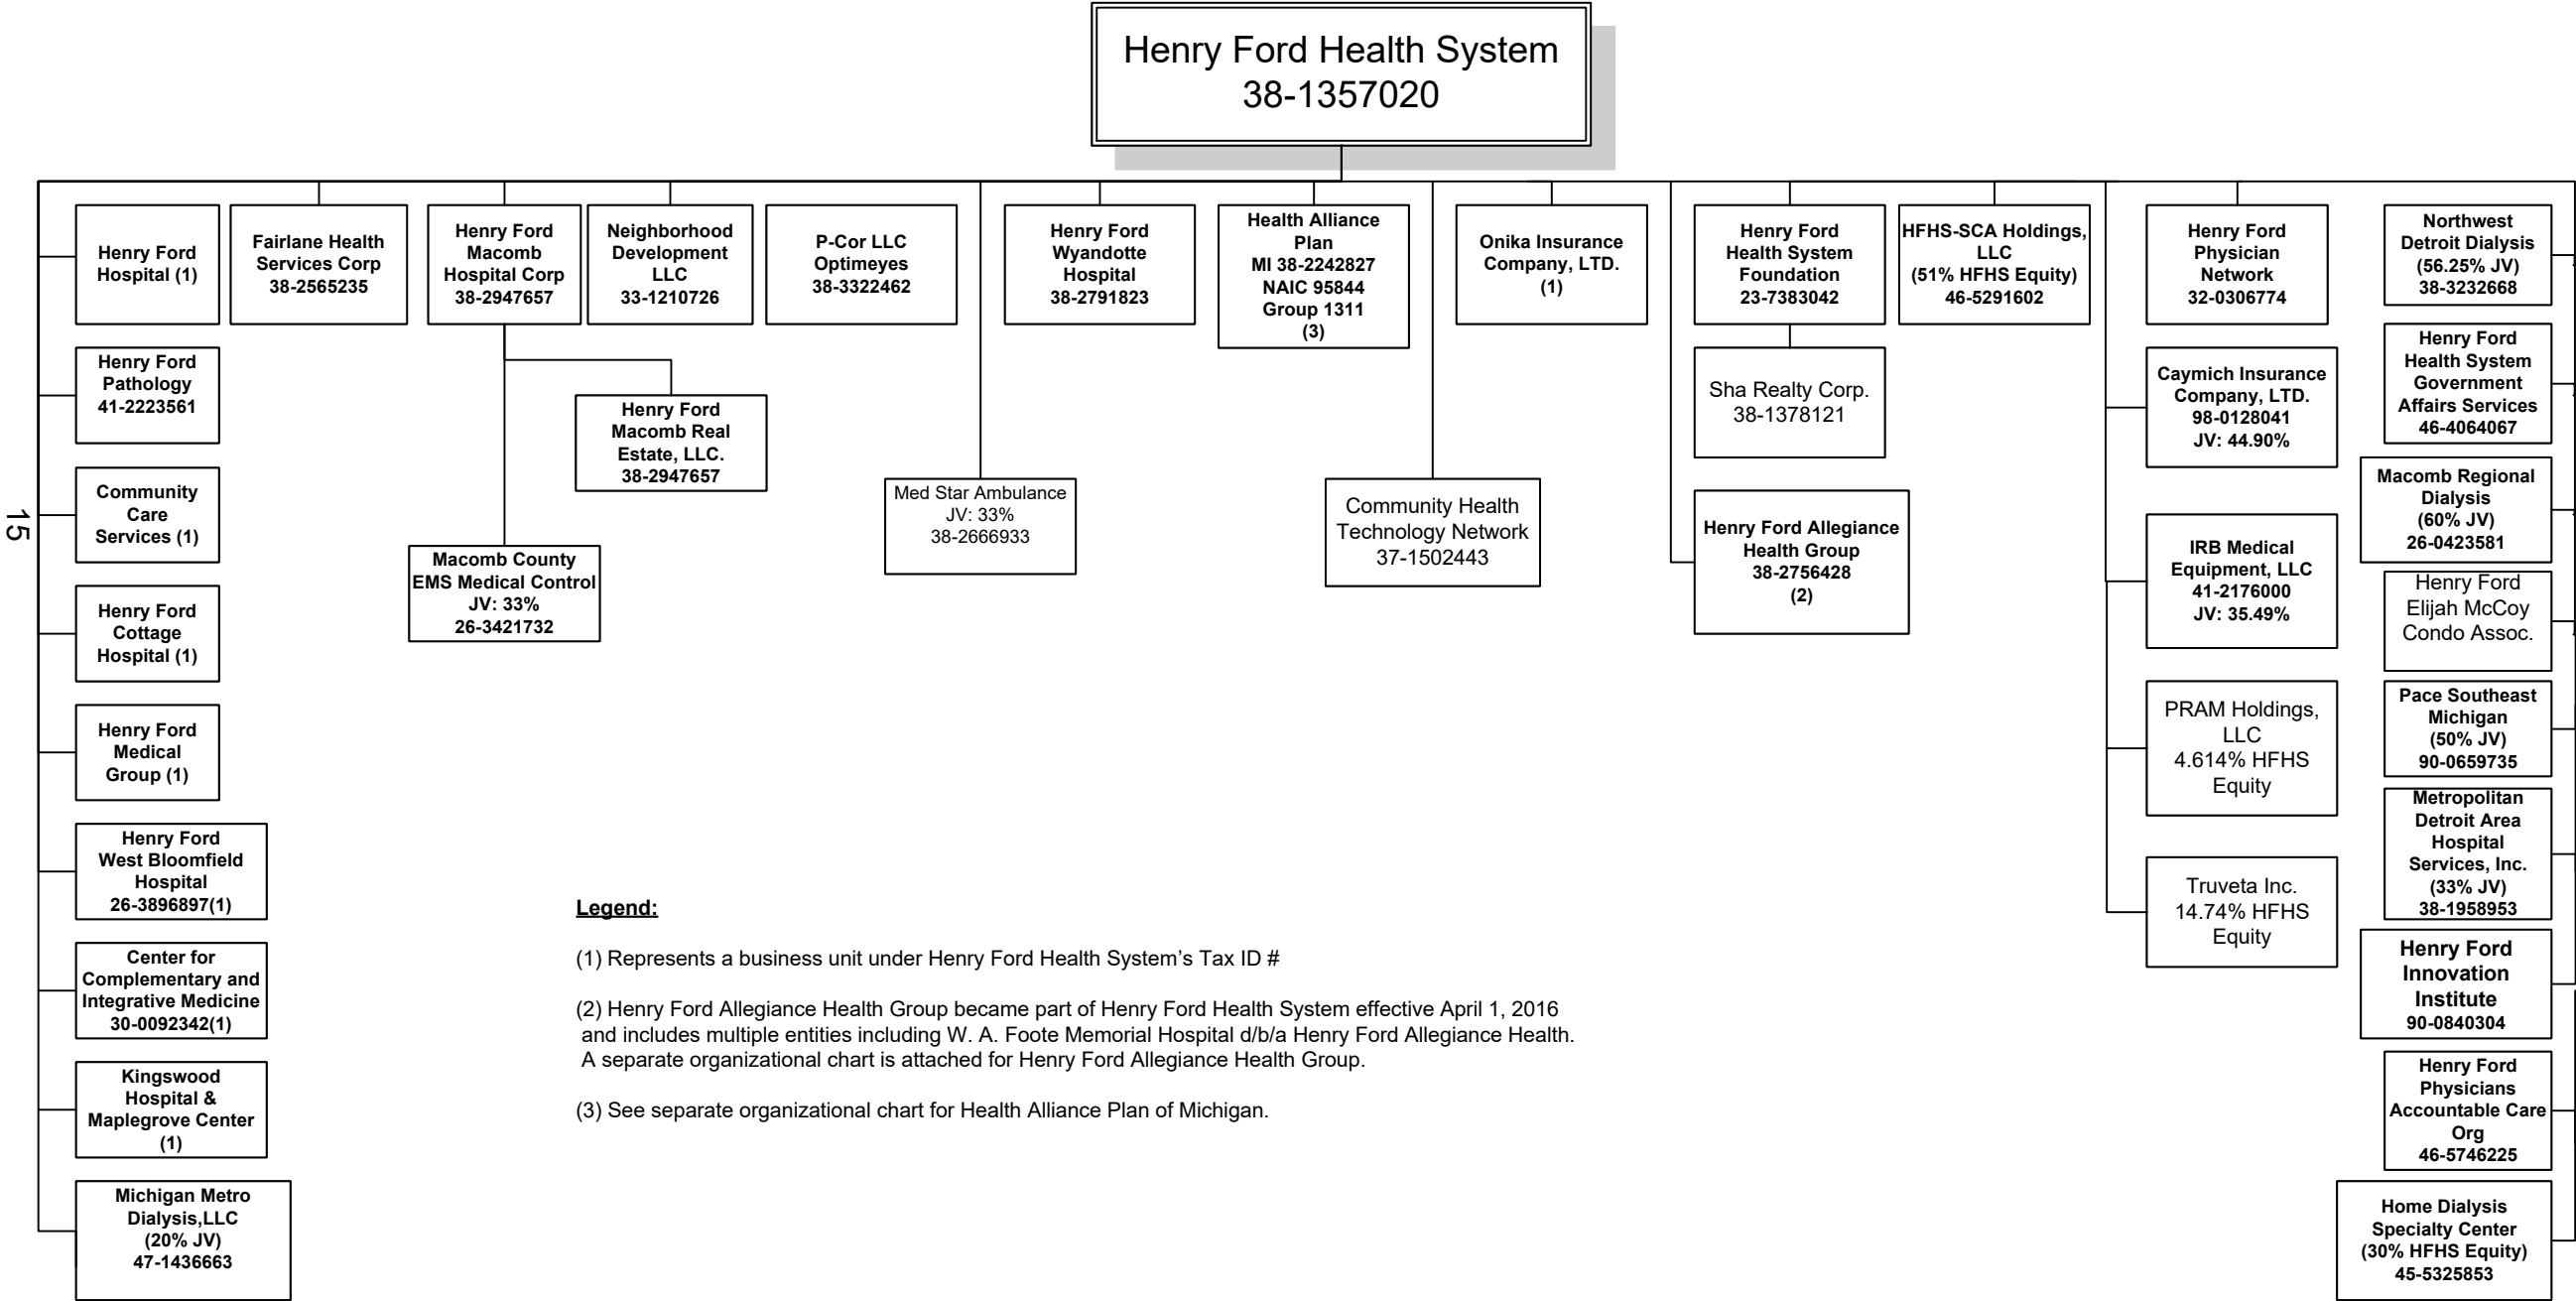 Henry Ford Health System
38-1357020
Henry Ford
Hospital (1)
Fairlane Health
Services Corp
38-2565235
Henry Ford
Macomb
Hospital Corp
38-2947657
Neighborhood
Development
LLC
33-1210726
P-Cor LLC
Optimeyes
38-3322462
Henry Ford
Wyandotte
Hospital
38-2791823
Health Alliance
Plan
MI 38-2242827
NAIC 95844
Group 1311
(3)
Onika Insurance
Company, LTD.
(1)
Henry Ford
Health System
Foundation
23-7383042
HFHS-SCA Holdings,
LLC
(51% HFHS Equity)
46-5291602
Henry Ford
Physician
Network
32-0306774
Northwest
Detroit Dialysis
(56.25% JV)
38-3232668
Henry Ford
Pathology
41-2223561
Henry Ford
Macomb Real
Estate, LLC.
38-2947657
Sha Realty Corp.
38-1378121
Caymich Insurance
Company, LTD.
98-0128041
JV: 44.90%
Henry Ford
Health System
Government
Affairs Services
46-4064067
Community
Care
Services (1)
Macomb County
EMS Medical Control
JV: 33%
26-3421732
Med Star Ambulance
JV: 33%
38-2666933
Community Health
Technology Network
37-1502443
Henry Ford Allegiance
Health Group
38-2756428
(2)
IRB Medical
Equipment, LLC
41-2176000
JV: 35.49%
Macomb Regional
Dialysis
(60% JV)
26-0423581
15
Henry Ford
Cottage
Hospital (1)
Henry Ford
Elijah McCoy
Condo Assoc.
Henry Ford
Medical
Group (1)
PRAM Holdings,
LLC
4.614% HFHS
Equity
Pace Southeast
Michigan
(50% JV)
90-0659735
Henry Ford
West Bloomfield
Hospital
26-3896897(1)
Truveta Inc.
14.74% HFHS
Equity
Metropolitan
Detroit Area
Hospital
Services, Inc.
(33% JV)
38-1958953
Center for
Complementary and
Integrative Medicine
30-0092342(1)
Henry Ford
Innovation
Institute
90-0840304
Kingswood
Hospital &
Maplegrove Center
(1)
Henry Ford
Physicians
Accountable Care
Org
46-5746225
Michigan Metro
Dialysis,LLC
(20% JV)
47-1436663
Home Dialysis
Specialty Center
(30% HFHS Equity)
45-5325853
Legend:
(1) Represents a business unit under Henry Ford Health System’s Tax ID #
(2) Henry Ford Allegiance Health Group became part of Henry Ford Health System effective April 1, 2016
and includes multiple entities including W. A. Foote Memorial Hospital d/b/a Henry Ford Allegiance Health.
A separate organizational chart is attached for Henry Ford Allegiance Health Group.
(3) See separate organizational chart for Health Alliance Plan of Michigan.